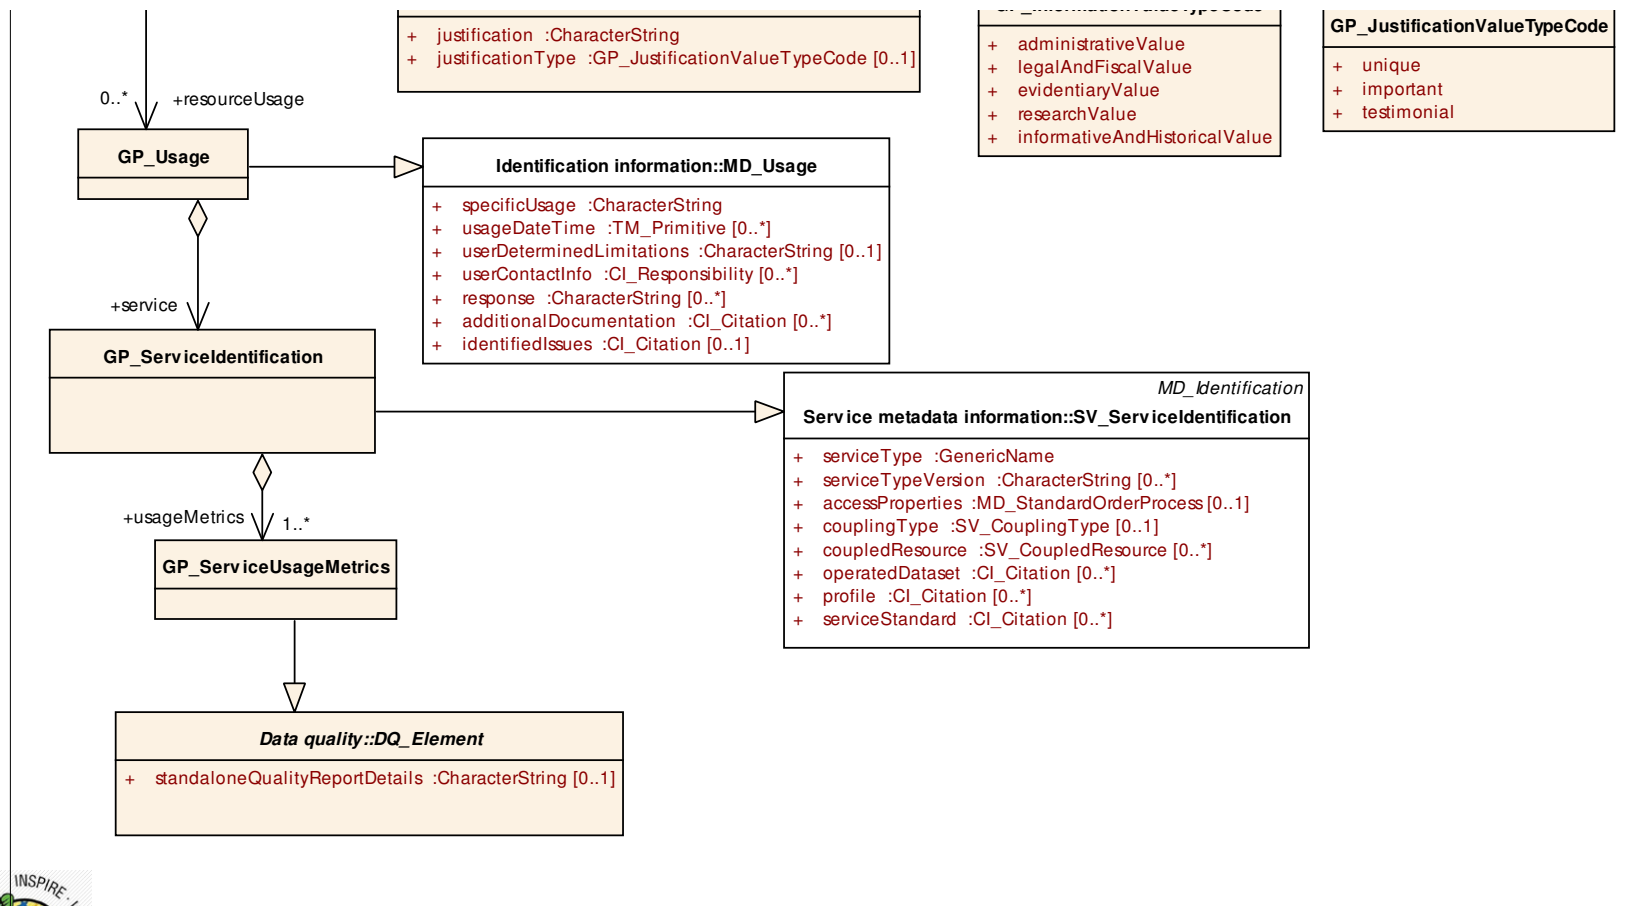 + justification :CharacterString
+ justificationType :GP_JustificationValueTypeCode [0..1]
GP_InformationValueTypeCode
+ administrativeValue
+ legalAndFiscalValue
+ evidentiaryValue
+ researchValue
+ informativeAndHistoricalValue
GP_JustificationValueTypeCode
+ unique
+ important
+ testimonial
0..* +resourceUsage
GP_Usage
Identification information::MD_Usage
+ specificUsage :CharacterString
+ usageDateTime :TM_Primitive [0..*]
+ userDeterminedLimitations :CharacterString [0..1]
+ userContactInfo :CI_Responsibility [0..*]
+ response :CharacterString [0..*]
+ additionalDocumentation :CI_Citation [0..*]
+ identifiedIssues :CI_Citation [0..1]
+service
GP_ServiceIdentification
MD_Identification
Service metadata information::SV_ServiceIdentification
+ serviceType :GenericName
+ serviceTypeVersion :CharacterString [0..*]
+ accessProperties :MD_StandardOrderProcess [0..1]
+ couplingType :SV_CouplingType [0..1]
+ coupledResource :SV_CoupledResource [0..*]
+ operatedDataset :CI_Citation [0..*]
+ profile :CI_Citation [0..*]
+ serviceStandard :CI_Citation [0..*]
+usageMetrics 1..*
GP_ServiceUsageMetrics
Data quality::DQ_Element
+ standaloneQualityReportDetails :CharacterString [0..1]
INSPIRE